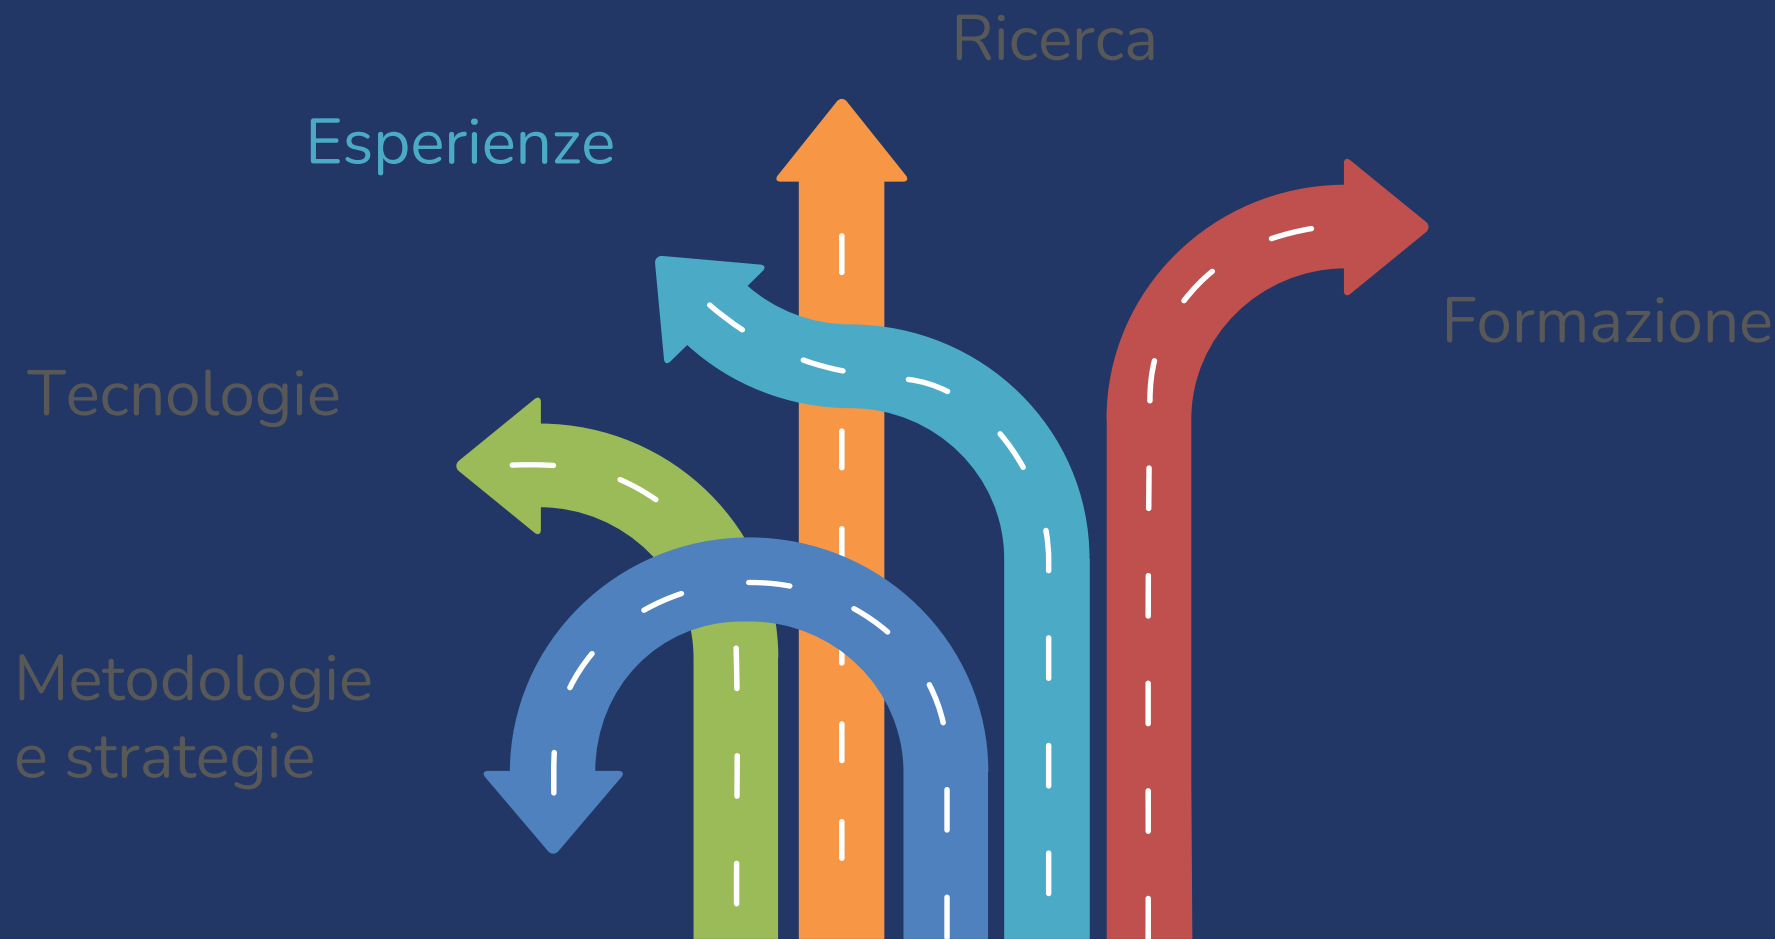 Ricerca
Esperienze
Formazione
Tecnologie
Metodologie
e strategie